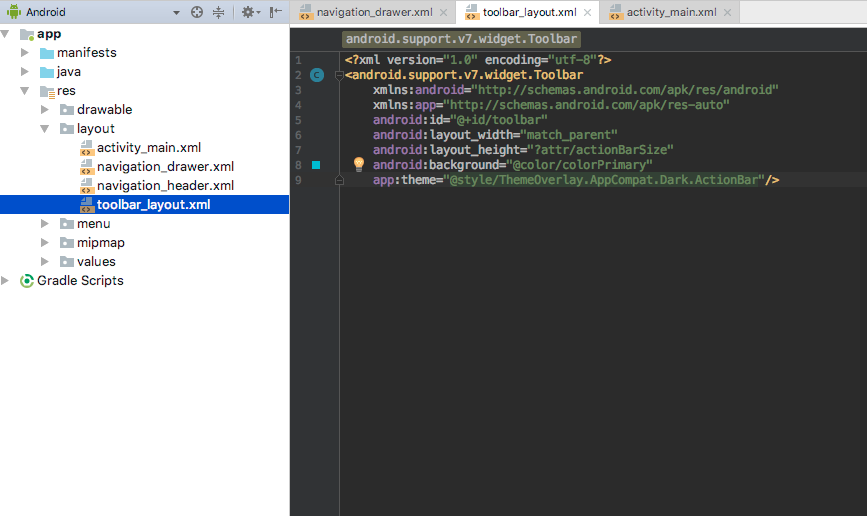 Android
navigation_drawer.xml
toolbar_layout.xml
activity_main.xml
app
manifests
java
res
drawable
layout
activity_main.xml
navigation_drawer.xml
navigation_header.xml
toolbar_layout.xml
menu
mipmap
values
Gradle Scripts
android.support.v7.widget.Toolbar
1 <?xml version="1.0" encoding="utf-8"?>
2 C <android.support.v7.widget.Toolbar
3 xmlns:android="http://schemas.android.com/apk/res/android"
4 xmlns:app="http://schemas.android.com/apk/res-auto"
5 android:id="@+id/toolbar"
6 android:layout_width="match_parent"
7 android:layout_height="?attr/actionBarSize"
8 android:background="@color/colorPrimary"
9 app:theme="@style/ThemeOverlay.AppCompat.Dark.ActionBar"/>